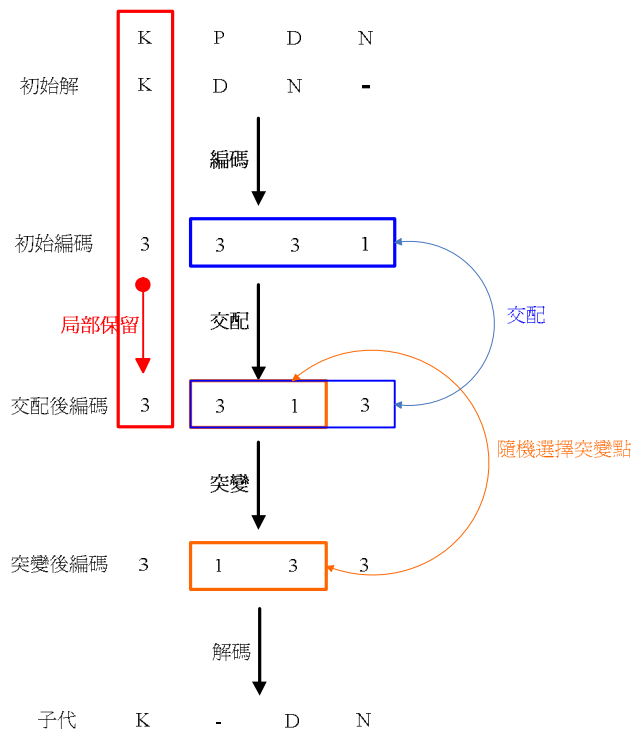 K P D N
初始解 K D N -
編碼
初始編碼 3 3 3 1
局部保留
交配
交配
交配後編碼 3 3 1 3
隨機選擇突變點
突變
突變後編碼 3 1 3 3
解碼
子代 K - D N